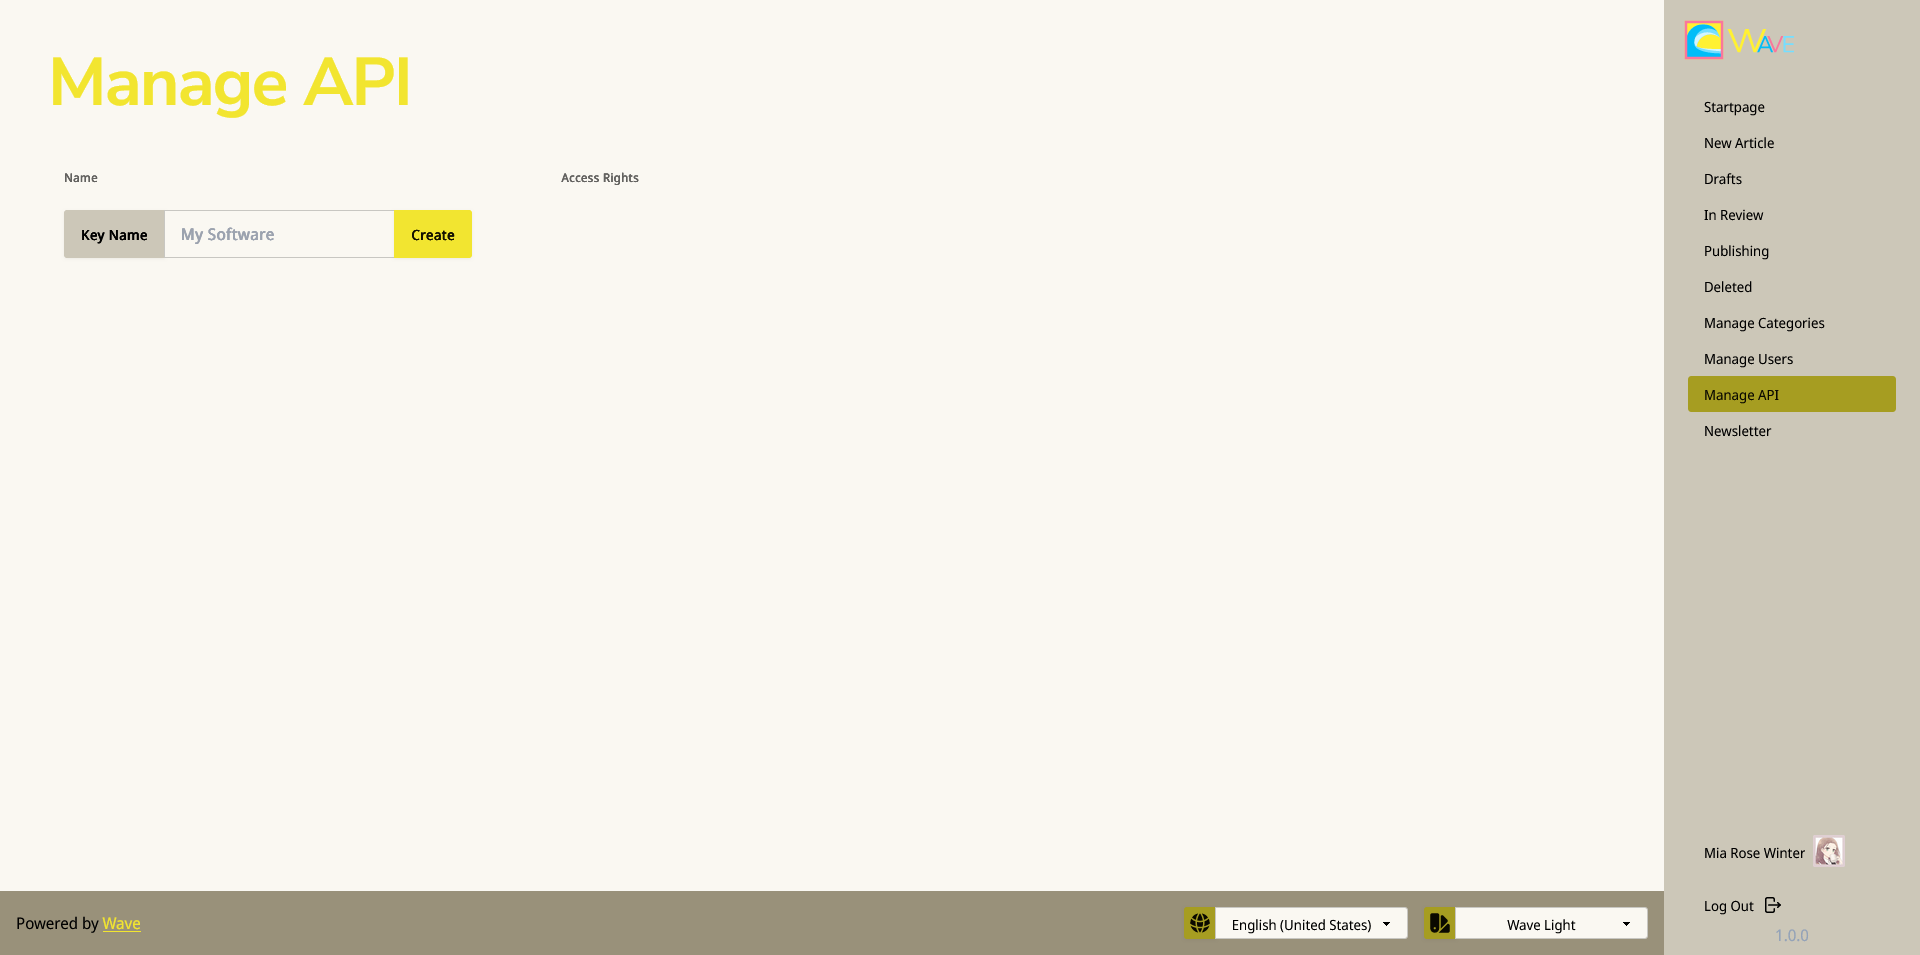 Manage API
Name
Access Rights
Key Name
My Software
Create
WAVE
Startpage
New Article
Drafts
In Review
Publishing
Deleted
Manage Categories
Manage Users
Manage API
Newsletter
Mia Rose Winter
Log Out
1.0.0
Powered by Wave
English (United States)
Wave Light